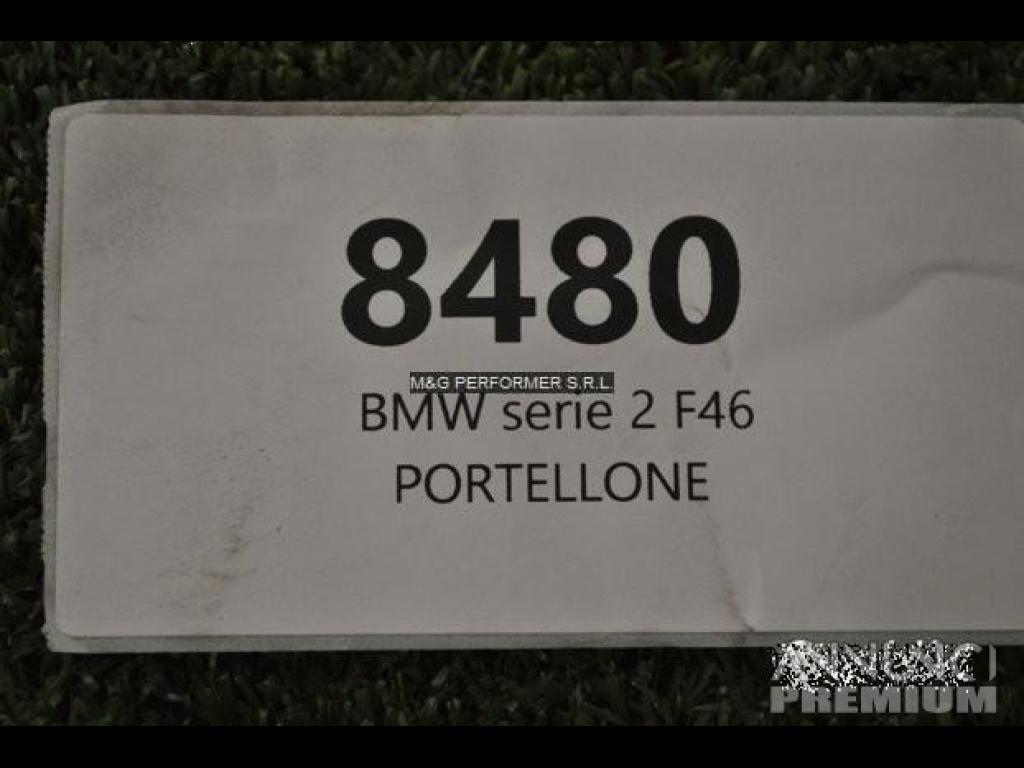 8480
M&G PERFORMER S.R.L.
BMW serie 2 F46
PORTELLONE
PREMIUM